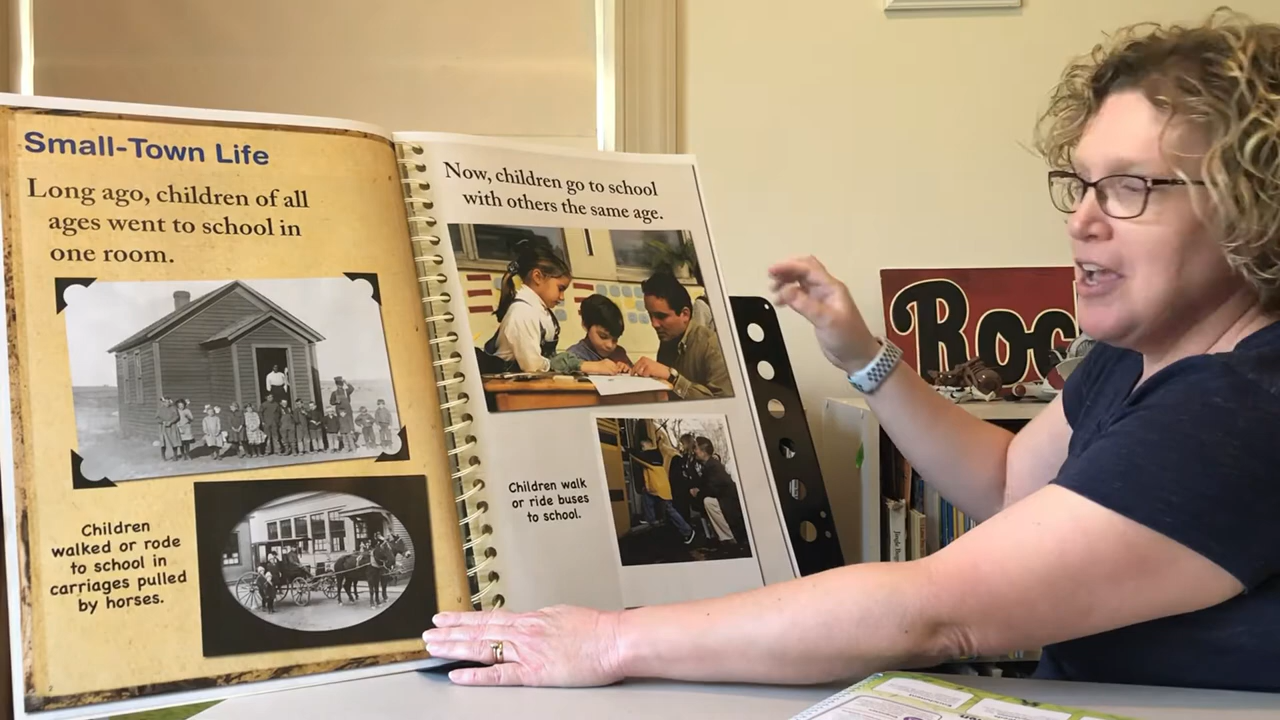 Small-Town Life
Long ago, children of all
ages went to school in
one room.
Children
walked or rode
to school in
carriages pulled
by horses.
Now, children go to school
with others the same age.
Children walk
or ride buses
to school.
Roc